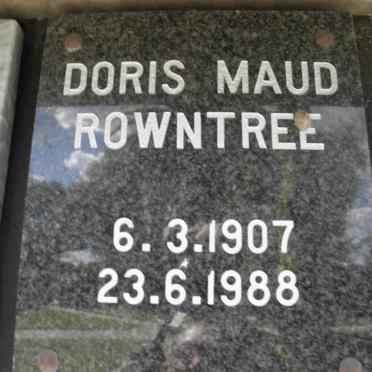 DORIS MAUD
ROWNTREE
6. 3.1907
23.6.1988